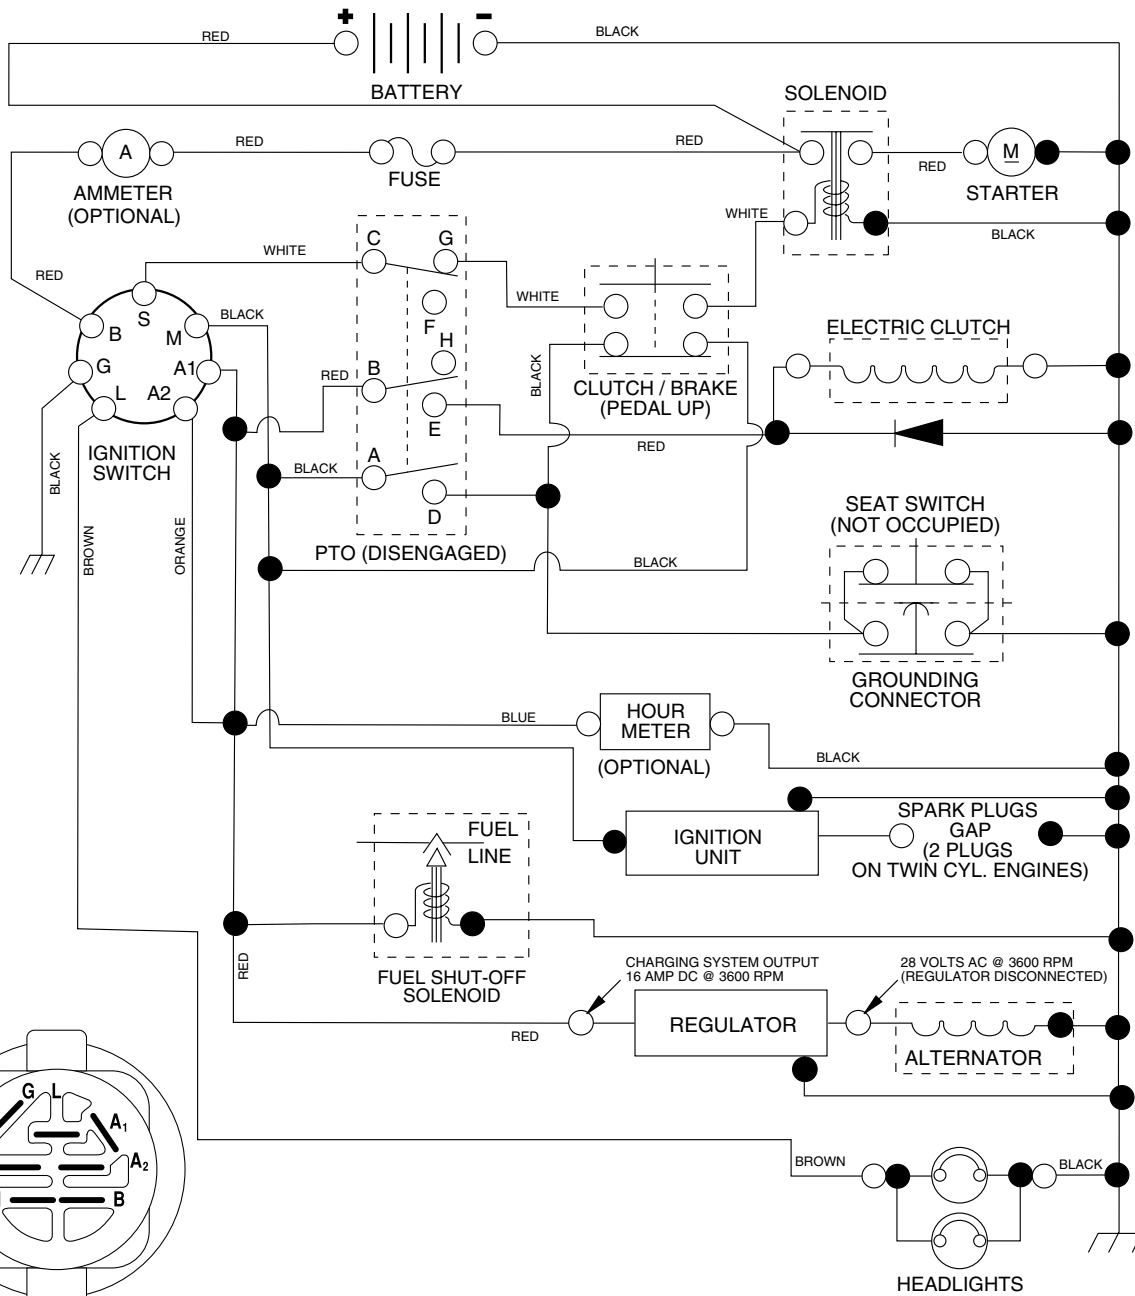 + -
RED
BLACK
BATTERY
SOLENOID
A
RED
RED
RED
M
AMMETER
(OPTIONAL)
FUSE
STARTER
WHITE
BLACK
C
G
WHITE
RED
S
BLACK
WHITE
F
B
M
H
ELECTRIC CLUTCH
G
A1
RED
B
BLACK
CLUTCH / BRAKE
(PEDAL UP)
L
A2
E
RED
IGNITION
SWITCH
BLACK
BLACK
A
D
SEAT SWITCH
(NOT OCCUPIED)
BROWN
ORANGE
PTO (DISENGAGED)
BLACK
GROUNDING
CONNECTOR
BLUE
HOUR
METER
(OPTIONAL)
BLACK
FUEL
LINE
IGNITION
UNIT
SPARK PLUGS
GAP
(2 PLUGS
ON TWIN CYL. ENGINES)
RED
FUEL SHUT-OFF
SOLENOID
CHARGING SYSTEM OUTPUT
16 AMP DC @ 3600 RPM
28 VOLTS AC @ 3600 RPM
(REGULATOR DISCONNECTED)
RED
REGULATOR
ALTERNATOR
G L
A1
A2
B
BROWN
BLACK
HEADLIGHTS